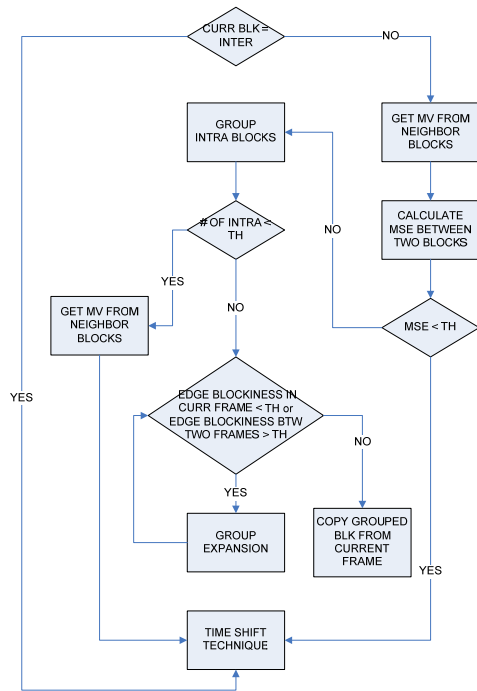 CURR BLK=
INTER
NO
GROUP
INTRA BLOCKS
GET MV FROM
NEIGHBOR
BLOCKS
# OF INTRA <
TH
CALCULATE
MSE BETWEEN
TWO BLOCKS
NO
YES
NO
GET MV FROM
NEIGHBOR
BLOCKS
MSE < TH
YES
EDGE BLOCKINESS IN
CURR FRAME < TH or
EDGE BLOCKINESS BTW
TWO FRAMES > TH
NO
YES
GROUP
EXPANSION
COPY GROUPED
BLK FROM
CURRENT
FRAME
YES
TIME SHIFT
TECHNIQUE